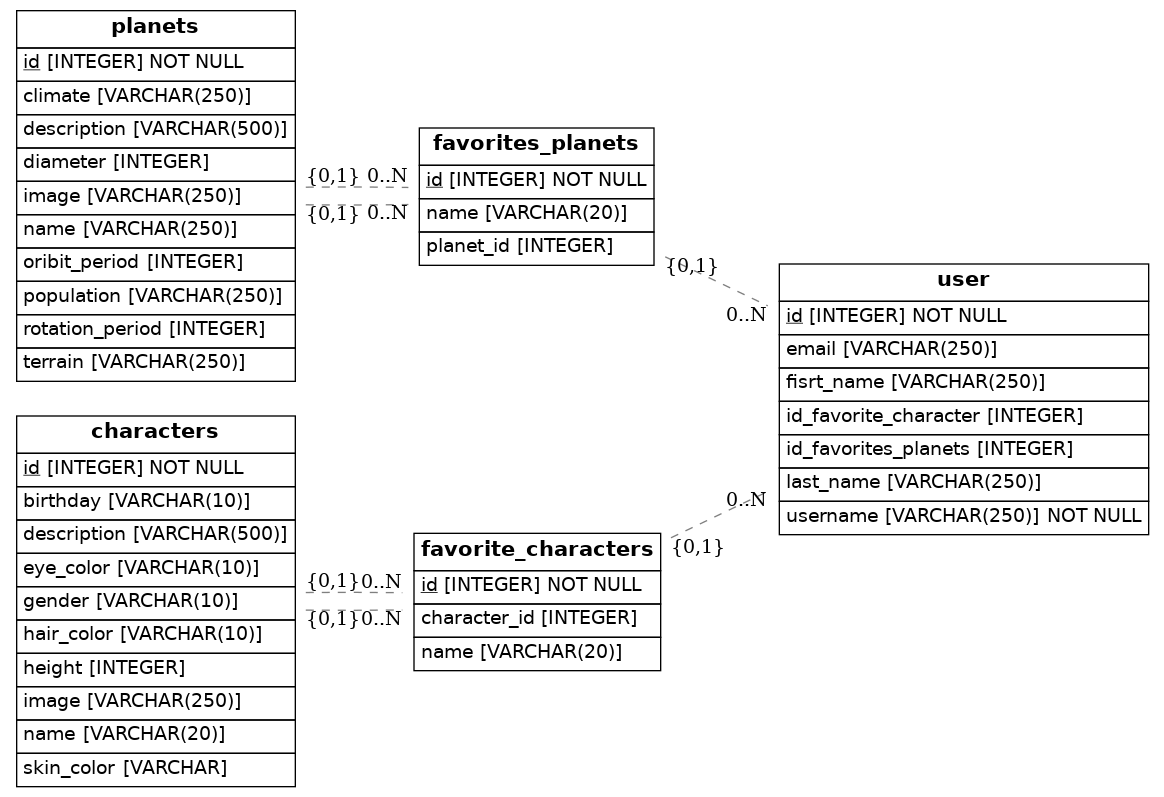 planets
id [INTEGER] NOT NULL
climate [VARCHAR(250)]
description [VARCHAR(500)]
diameter [INTEGER]
image [VARCHAR(250)]
name [VARCHAR(250)]
oribit_period [INTEGER]
population [VARCHAR(250)]
rotation_period [INTEGER]
terrain [VARCHAR(250)]
{0,1} 0..N
{0,1} 0..N
favorites_planets
id [INTEGER] NOT NULL
name [VARCHAR(20)]
planet_id [INTEGER]
{0,1}
0..N
user
id [INTEGER] NOT NULL
email [VARCHAR(250)]
fisrt_name [VARCHAR(250)]
id_favorite_character [INTEGER]
id_favorites_planets [INTEGER]
last_name [VARCHAR(250)]
username [VARCHAR(250)] NOT NULL
characters
id [INTEGER] NOT NULL
birthday [VARCHAR(10)]
description [VARCHAR(500)]
eye_color [VARCHAR(10)]
gender [VARCHAR(10)]
hair_color [VARCHAR(10)]
height [INTEGER]
image [VARCHAR(250)]
name [VARCHAR(20)]
skin_color [VARCHAR]
{0,1} 0..N
{0,1} 0..N
favorite_characters
id [INTEGER] NOT NULL
character_id [INTEGER]
name [VARCHAR(20)]
0..N
{0,1}